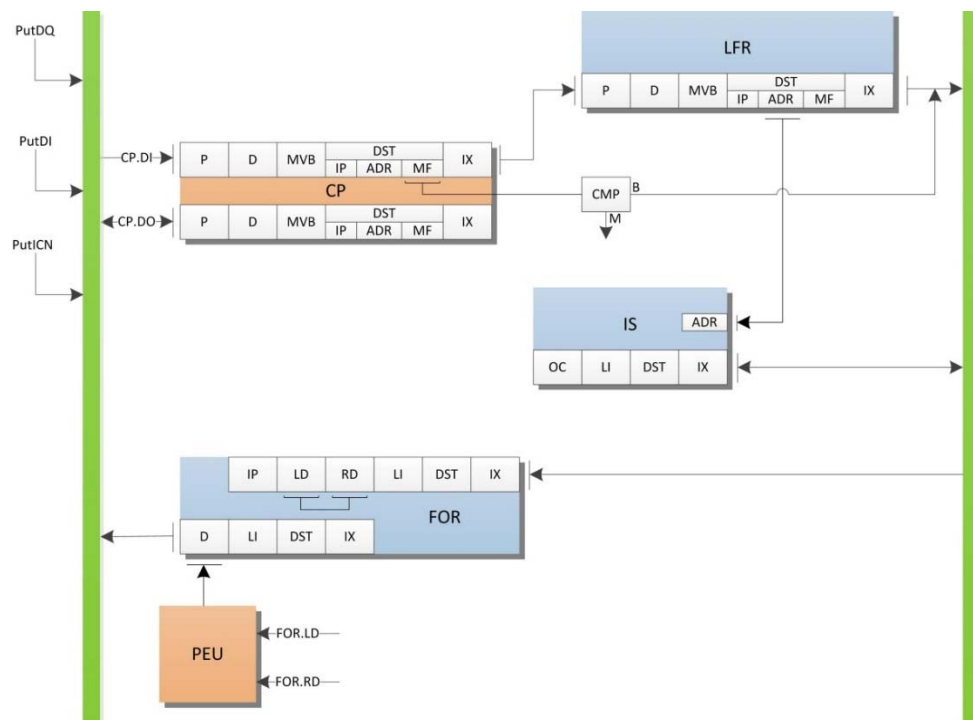 PutDQ
LFR
DST
P D MVB IP ADR MF IX
PutDI
CP.DI
DST
P D MVB IP ADR MF IX
CP
CMP B
M
CP.DO
DST
P D MVB IP ADR MF IX
PutICN
IS ADR
OC LI DST IX
IP LD RD LI DST IX
FOR
D LI DST IX
PEU
FOR.LD
FOR.RD